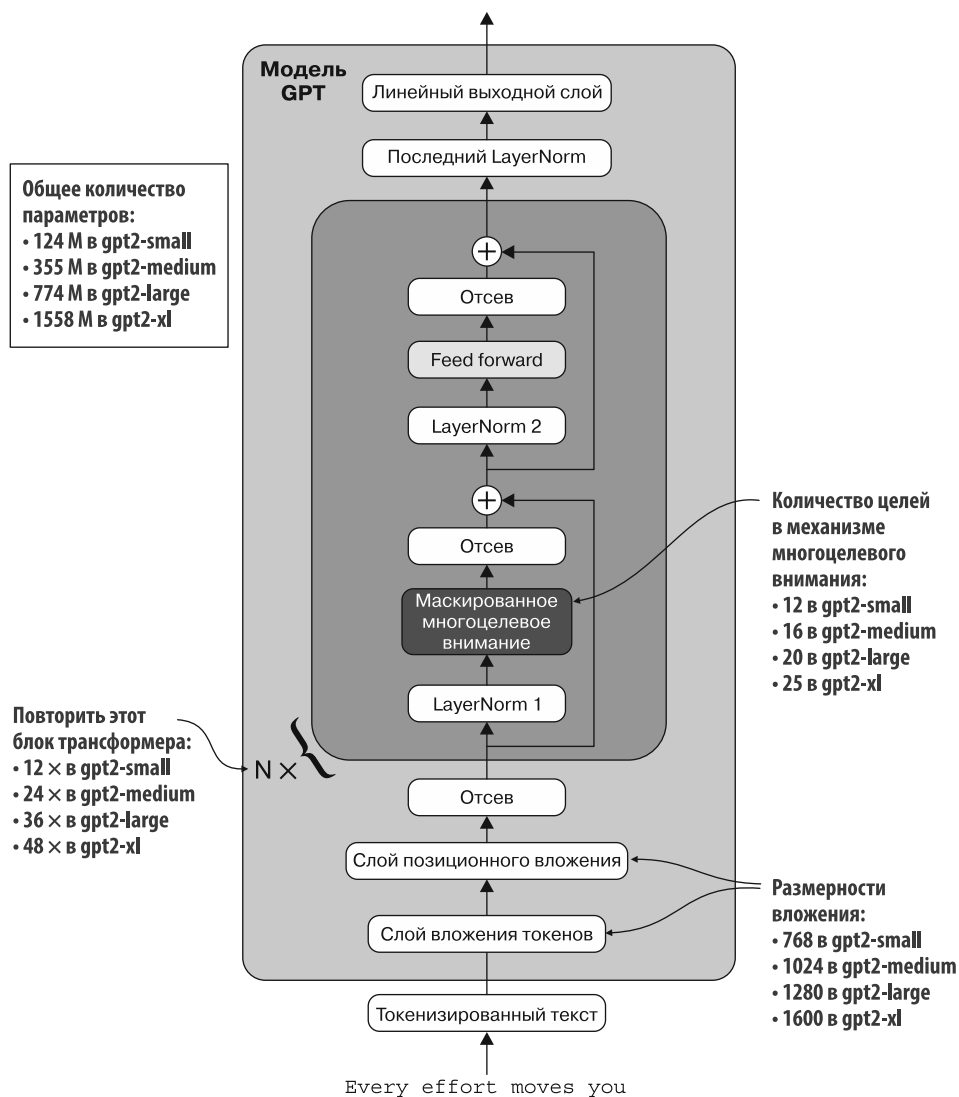 Модель
GPT
Линейный выходной слой
Последний LayerNorm
Общее количество
параметров:
• 124 М в gpt2-small
• 355 М в gpt2-medium
• 774 М в gpt2-large
• 1558 М в gpt2-xl
+
Отсев
Feed forward
LayerNorm 2
+
Отсев
Маскированное
многоцелевое
внимание
LayerNorm 1
Количество целей
в механизме
многоцелевого
внимания:
• 12 в gpt2-small
• 16 в gpt2-medium
• 20 в gpt2-large
• 25 в gpt2-xl
Повторить этот
блок трансформера:
• 12 × в gpt2-small
• 24 × в gpt2-medium
• 36 × в gpt2-large
• 48 × в gpt2-xl
N × {
Отсев
Слой позиционного вложения
Слой вложения токенов
Размерности
вложения:
• 768 в gpt2-small
• 1024 в gpt2-medium
• 1280 в gpt2-large
• 1600 в gpt2-xl
Токенизированный текст
Every effort moves you